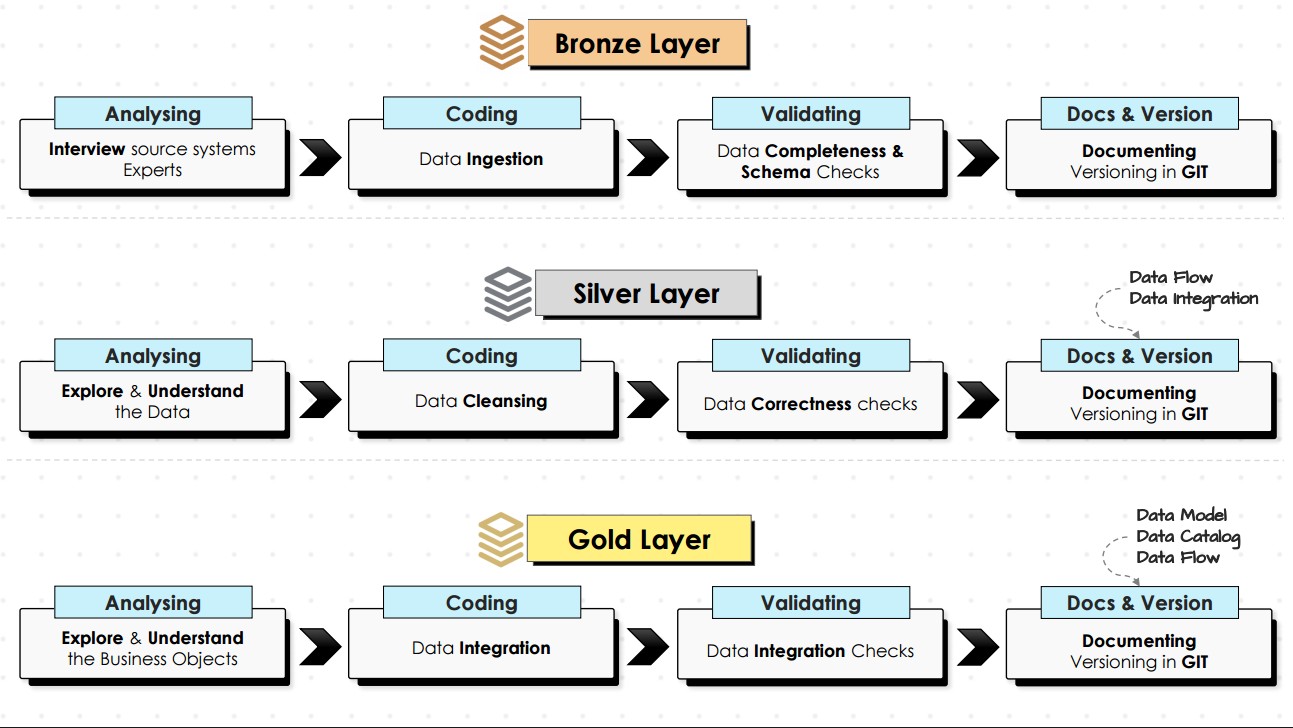 Bronze Layer
Analysing
Interview source systems
Experts
Coding
Data Ingestion
Validating
Data Completeness &
Schema Checks
Docs & Version
Documenting
Versioning in GIT
Silver Layer
Data Flow
Data Integration
Analysing
Explore & Understand
the Data
Coding
Data Cleansing
Validating
Data Correctness checks
Docs & Version
Documenting
Versioning in GIT
Gold Layer
Data Model
Data Catalog
Data Flow
Analysing
Explore & Understand
the Business Objects
Coding
Data Integration
Validating
Data Integration Checks
Docs & Version
Documenting
Versioning in GIT